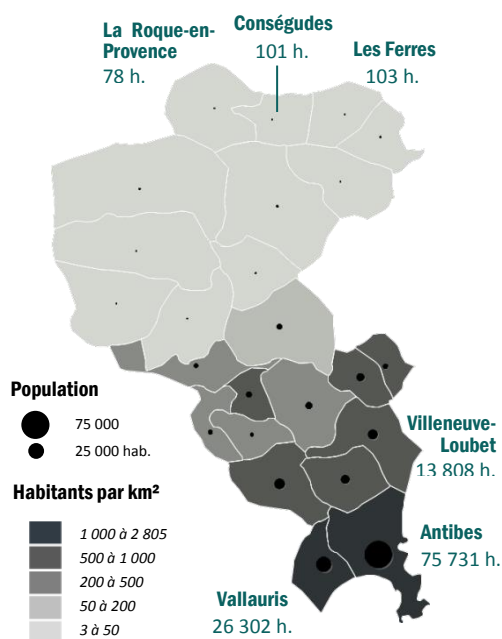 La Roque-en-
Provence
78 h.
Conségudes
101 h.
Les Ferres
103 h.
Population
75 000
25 000 hab.
Habitants par km²
1 000 à 2 805
500 à 1 000
200 à 500
50 à 200
3 à 50
Villeneuve-
Loubet
13 808 h.
Antibes
75 731 h.
Vallauris
26 302 h.